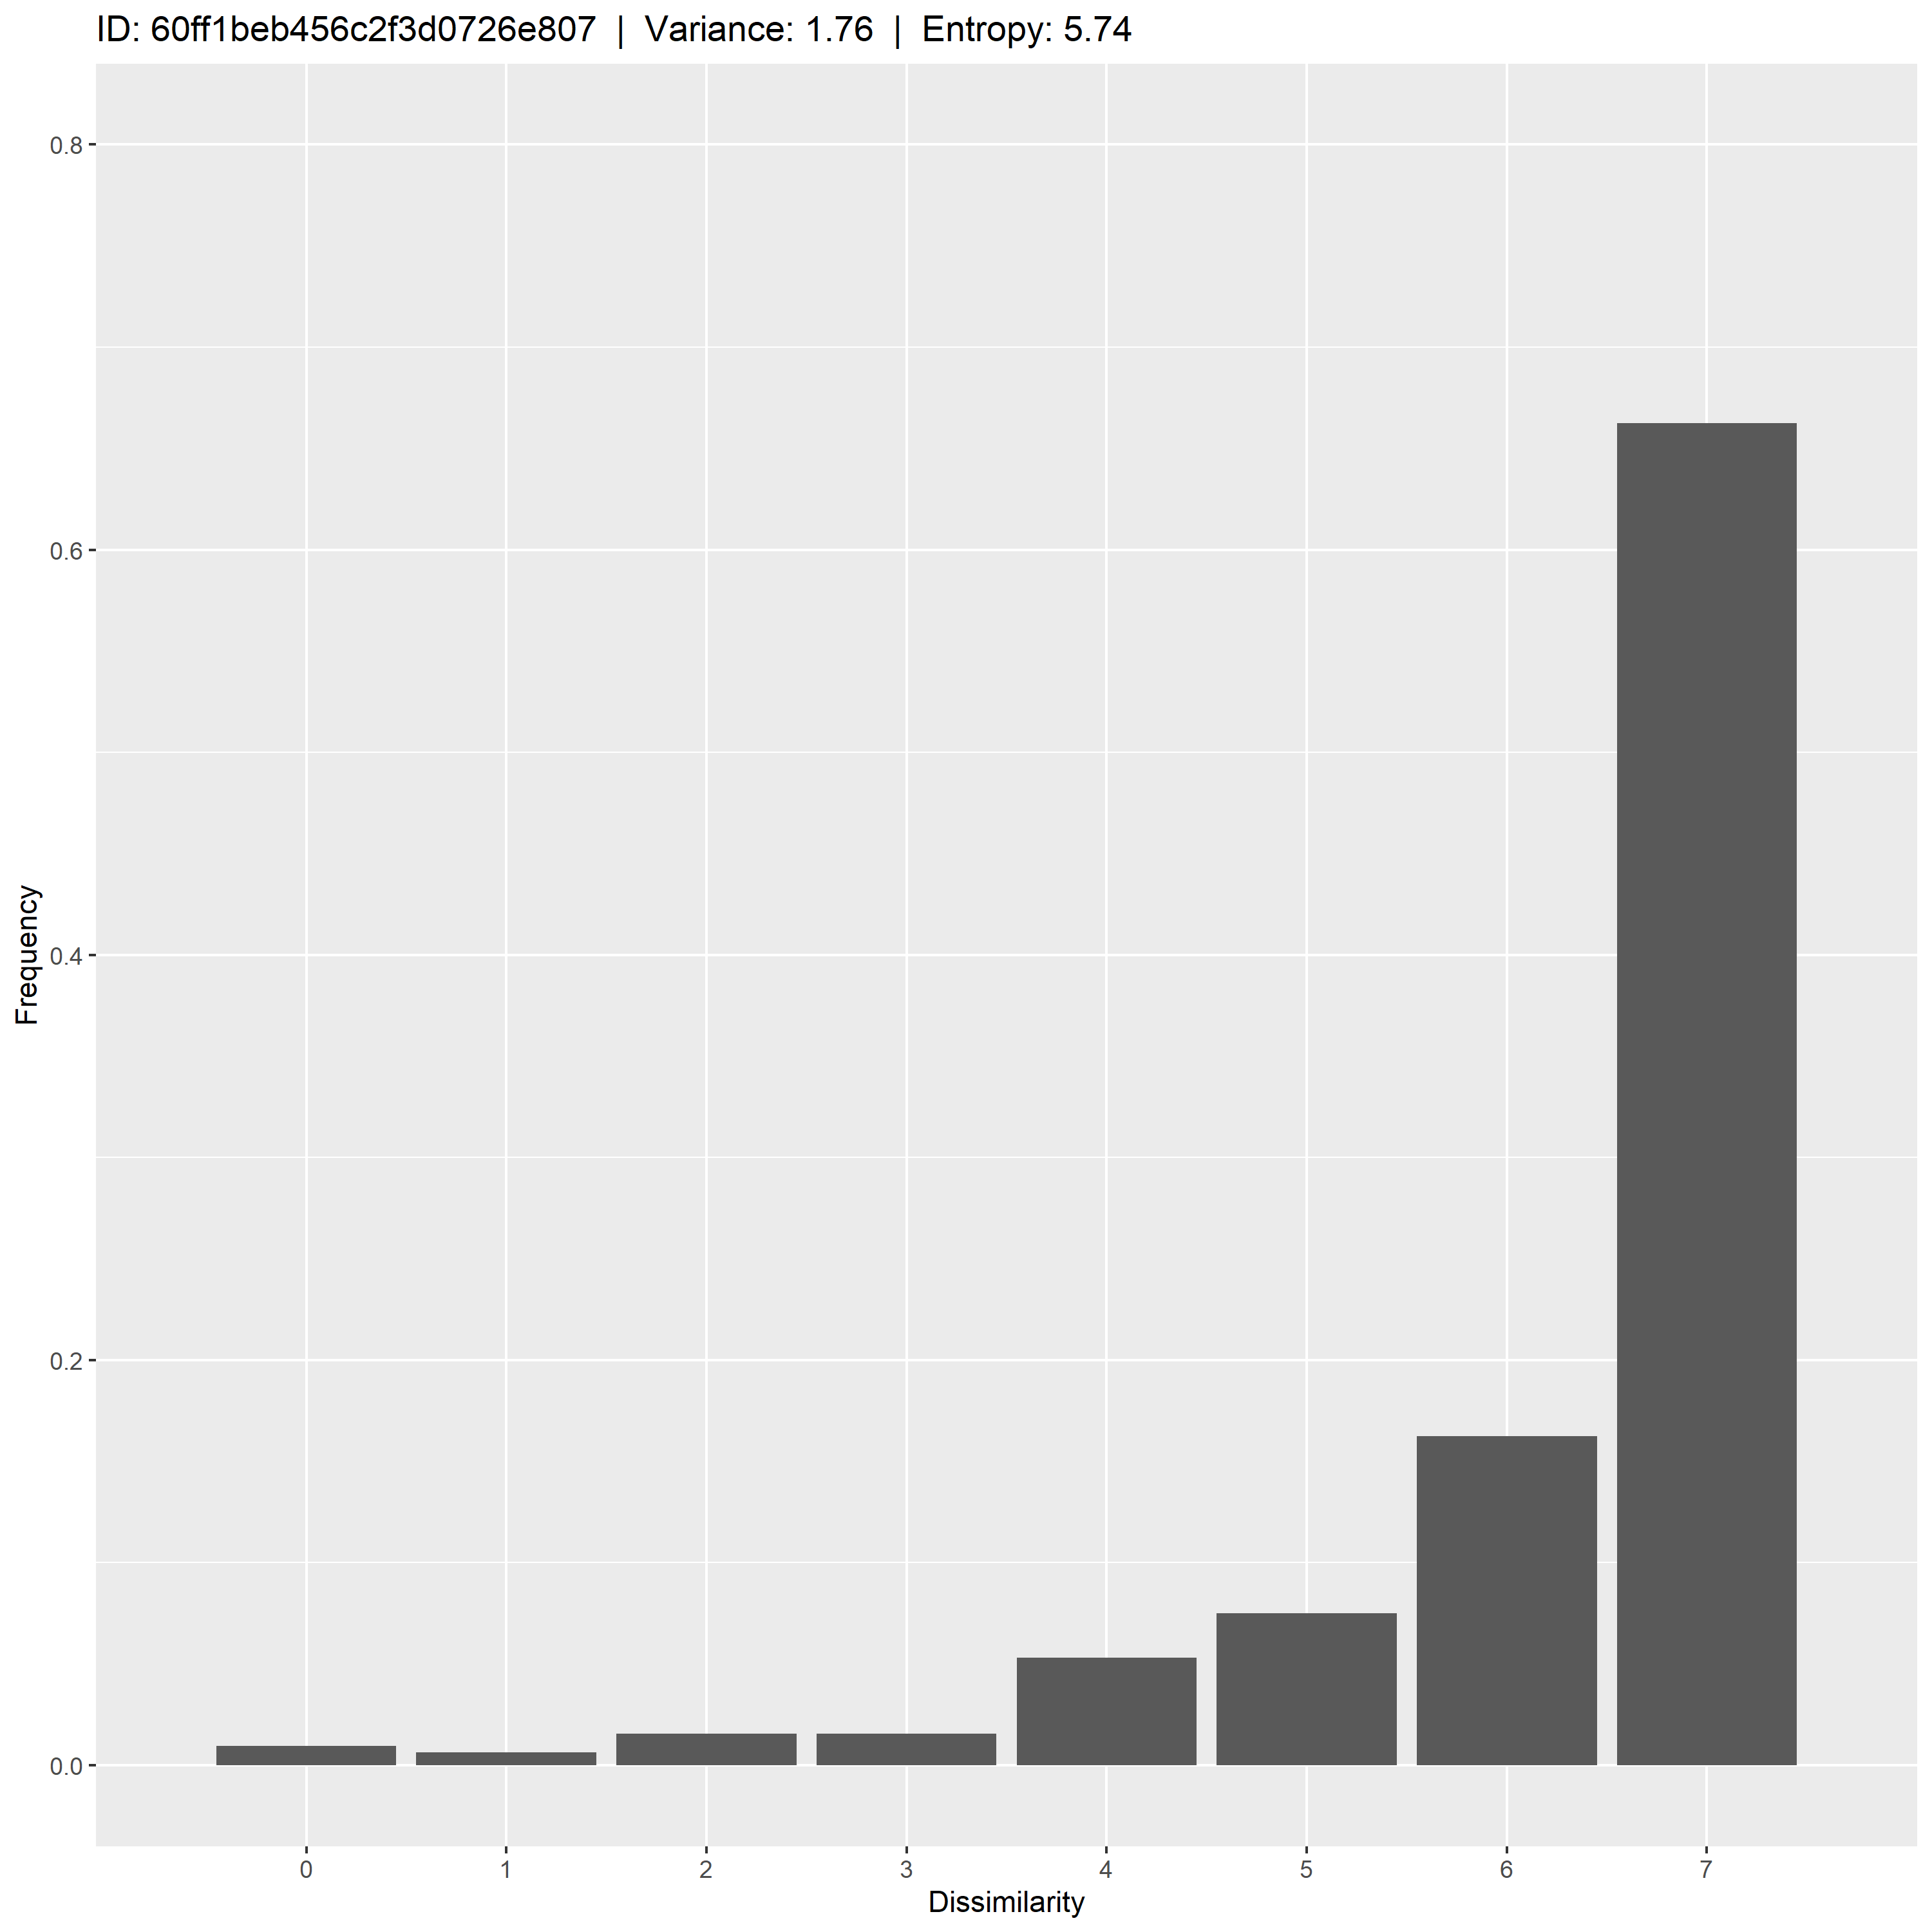 ID: 60ff1beb456c2f3d0726e807  |  Variance: 1.76  |  Entropy: 5.74
0.8
0.6
0.4
0.2
0.0
Frequency
0 1 2 3 4 5 6 7
Dissimilarity